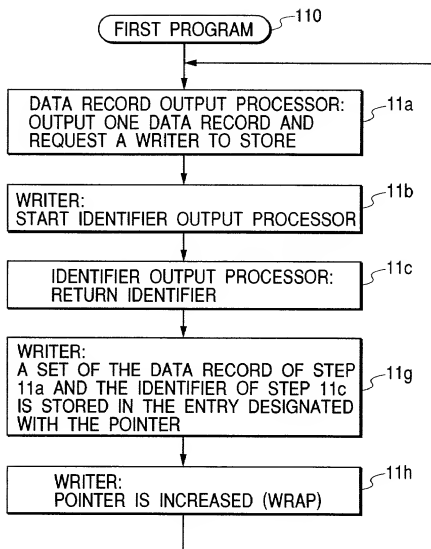 FIRST PROGRAM
110
DATA RECORD OUTPUT PROCESSOR:
OUTPUT ONE DATA RECORD AND
REQUEST A WRITER TO STORE
11a
WRITER:
START IDENTIFIER OUTPUT PROCESSOR
11b
IDENTIFIER OUTPUT PROCESSOR:
RETURN IDENTIFIER
11c
WRITER:
A SET OF THE DATA RECORD OF STEP
11a AND THE IDENTIFIER OF STEP 11c
IS STORED IN THE ENTRY DESIGNATED
WITH THE POINTER
11g
WRITER:
POINTER IS INCREASED (WRAP)
11h